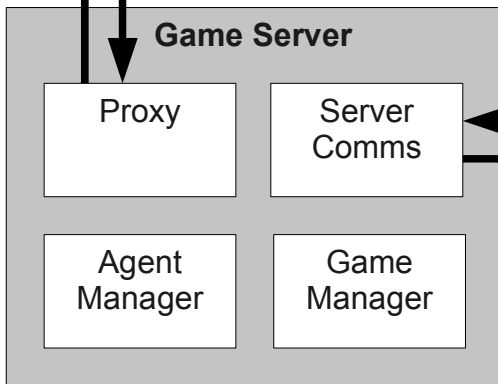 Game Server
Proxy
Server
Comms
Agent
Manager
Game
Manager